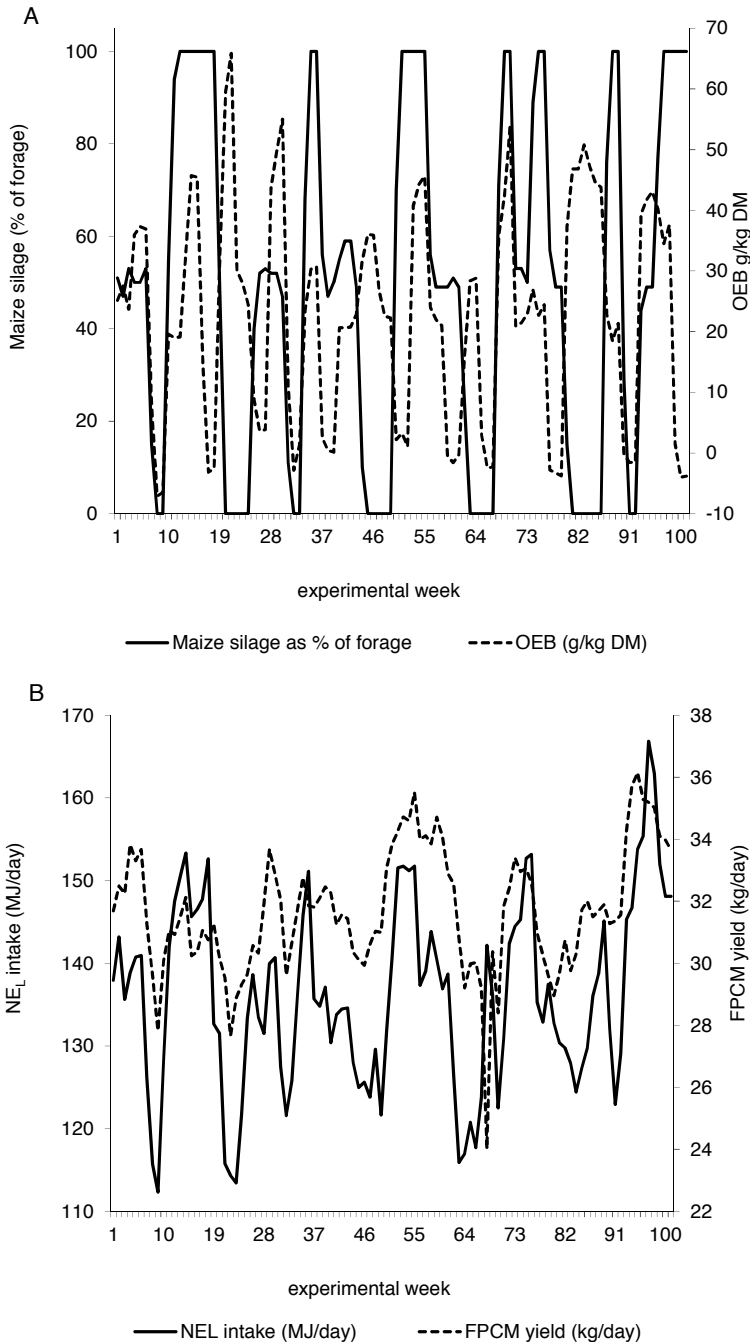 A
Maize silage (% of forage)
100
80
60
40
20
0
70
60
50
40
30
20
10
0
-10
OEB g/kg DM
1 10 19 28 37 46 55 64 73 82 91 100
experimental week
Maize silage as % of forage OEB (g/kg DM)
B
NEL intake (MJ/day)
170
160
150
140
130
120
110
38
36
34
32
30
28
26
24
22
FPCM yield (kg/day)
1 10 19 28 37 46 55 64 73 82 91 100
experimental week
NEL intake (MJ/day) FPCM yield (kg/day)